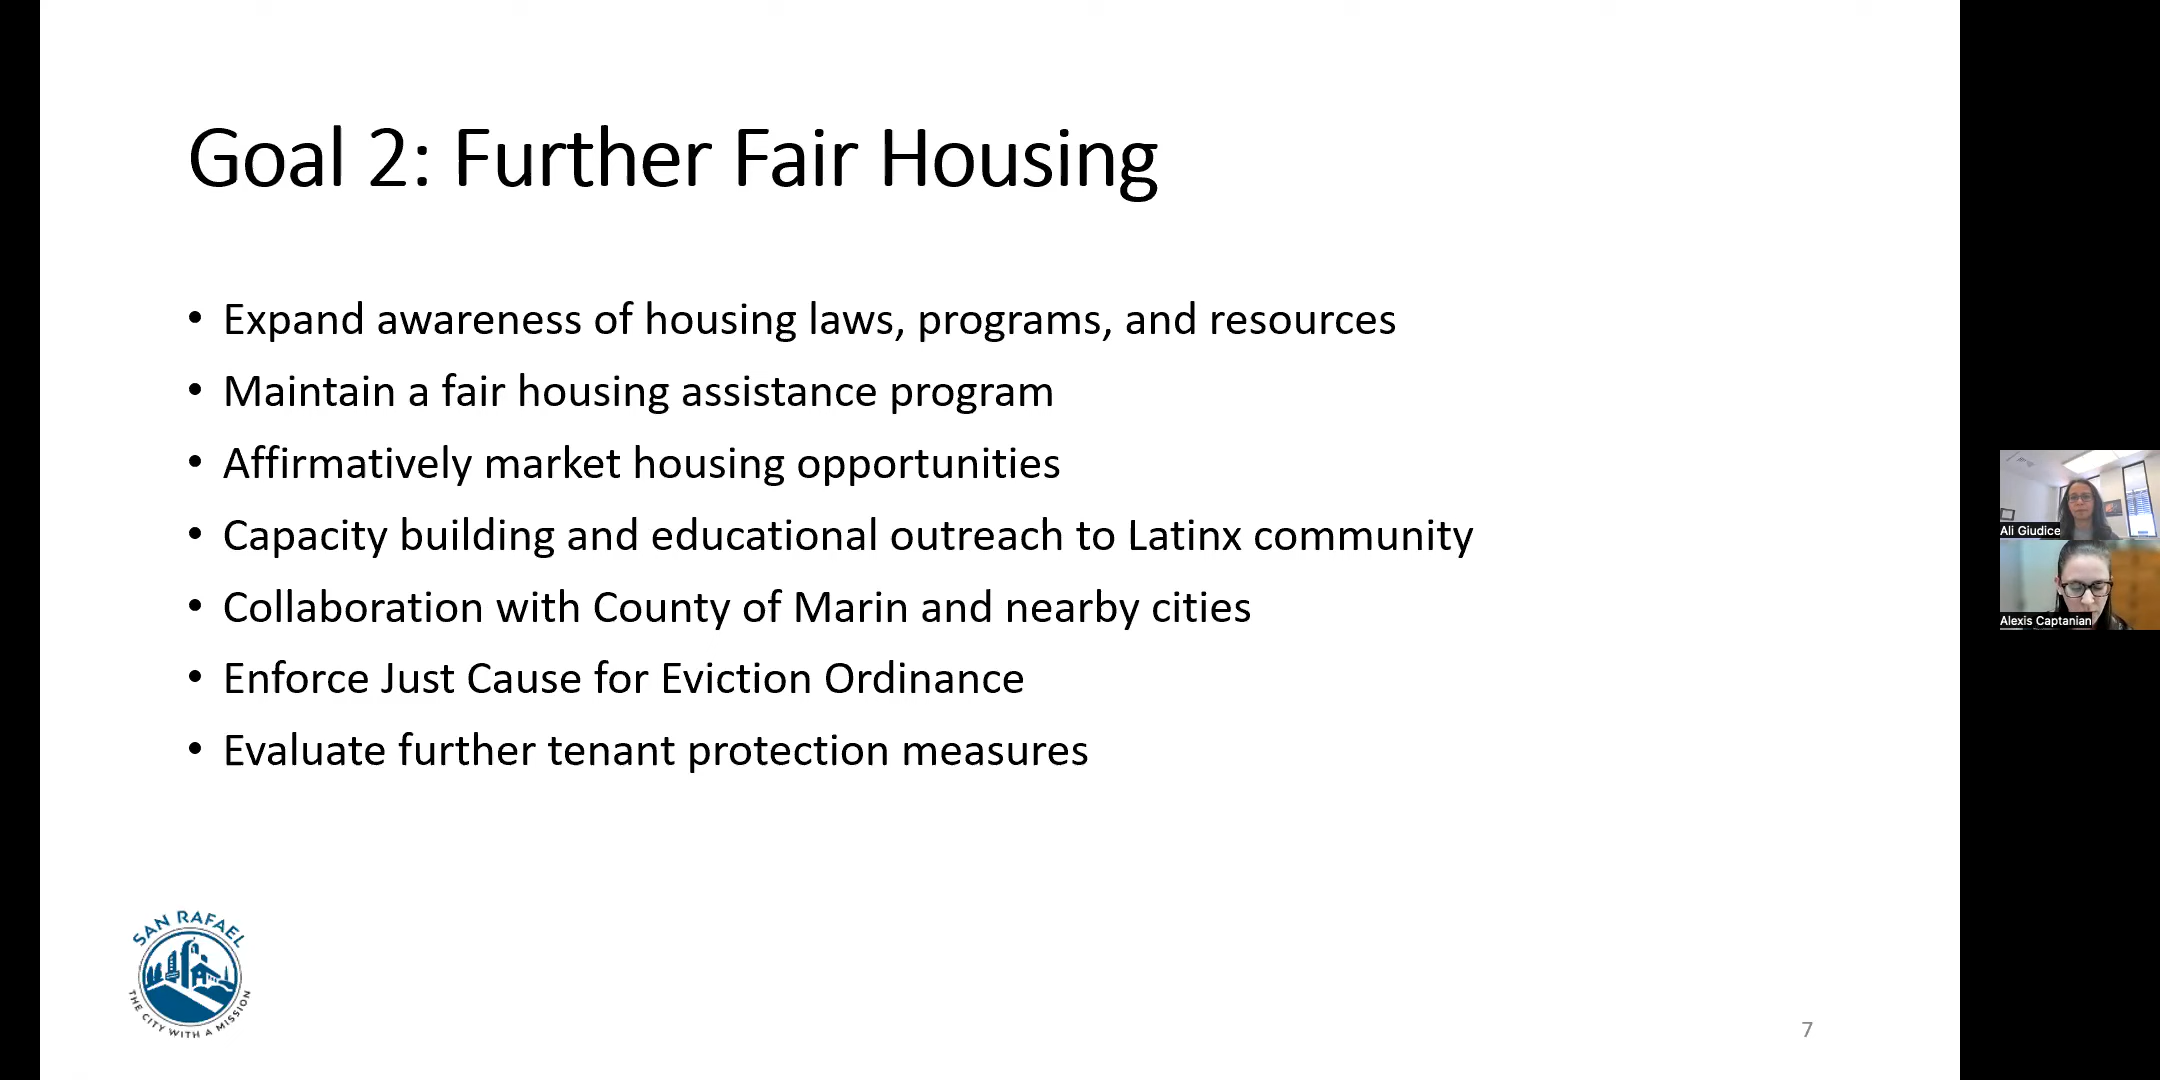 Goal 2: Further Fair Housing
• Expand awareness of housing laws, programs, and resources
• Maintain a fair housing assistance program
• Affirmatively market housing opportunities
• Capacity building and educational outreach to Latinx community
• Collaboration with County of Marin and nearby cities
• Enforce Just Cause for Eviction Ordinance
• Evaluate further tenant protection measures
Ali Giudice
Alexis Captanian
SAN RAFAEL
THE CITY WITH A MISSION
7